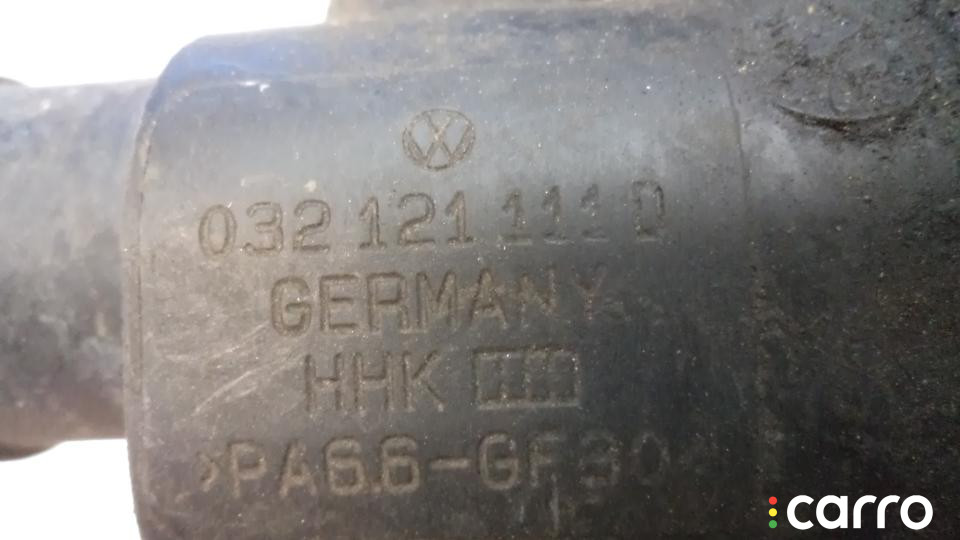 032 121 111 D
GERMANY
HHK
>PA6.6-GF30<
carro